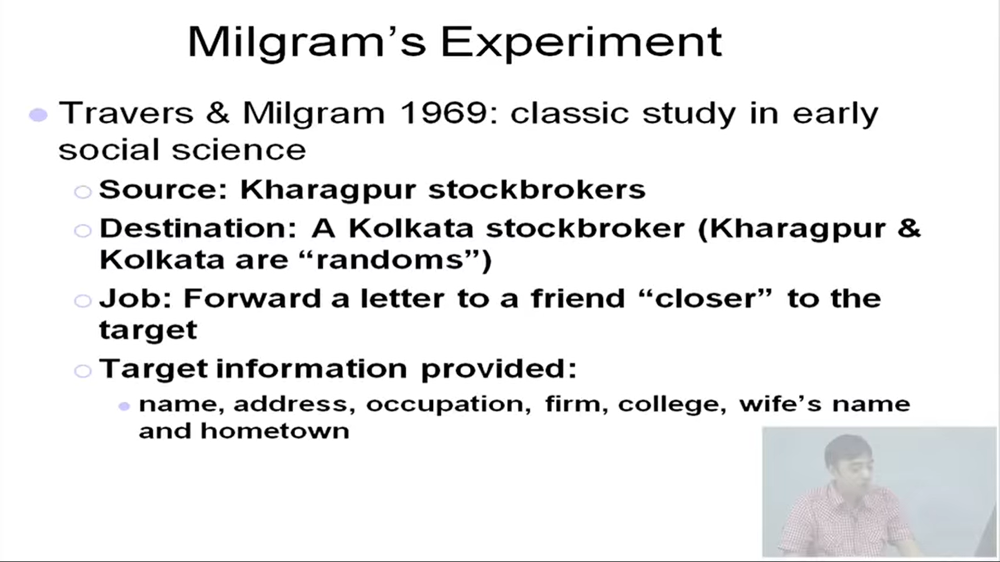 Milgram’s Experiment
Travers & Milgram 1969: classic study in early
social science
Source: Kharagpur stockbrokers
Destination: A Kolkata stockbroker (Kharagpur &
Kolkata are “randoms”)
Job: Forward a letter to a friend “closer” to the
target
Target information provided:
name, address, occupation, firm, college, wife’s name
and hometown